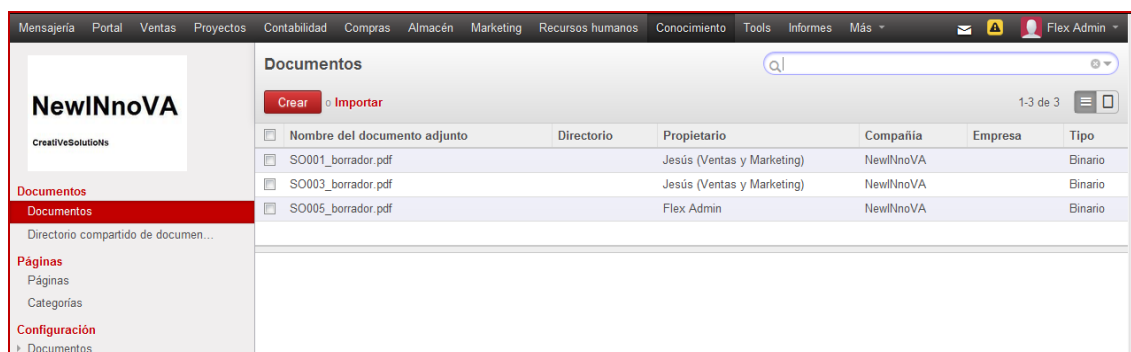 Mensajería Portal Ventas Proyectos Contabilidad Compras Almacén Marketing Recursos humanos Conocimiento Tools Informes Más Flex Admin
NewINnoVA
CreatiVeSolutioNs
Documentos
Documentos
Directorio compartido de documen...
Páginas
Páginas
Categorías
Configuración
Documentos
Documentos
Crear o Importar 1-3 de 3
Nombre del documento adjunto Directorio Propietario Compañía Empresa Tipo
SO001_borrador.pdf Jesús (Ventas y Marketing) NewINnoVA Binario
SO003_borrador.pdf Jesús (Ventas y Marketing) NewINnoVA Binario
SO005_borrador.pdf Flex Admin NewINnoVA Binario